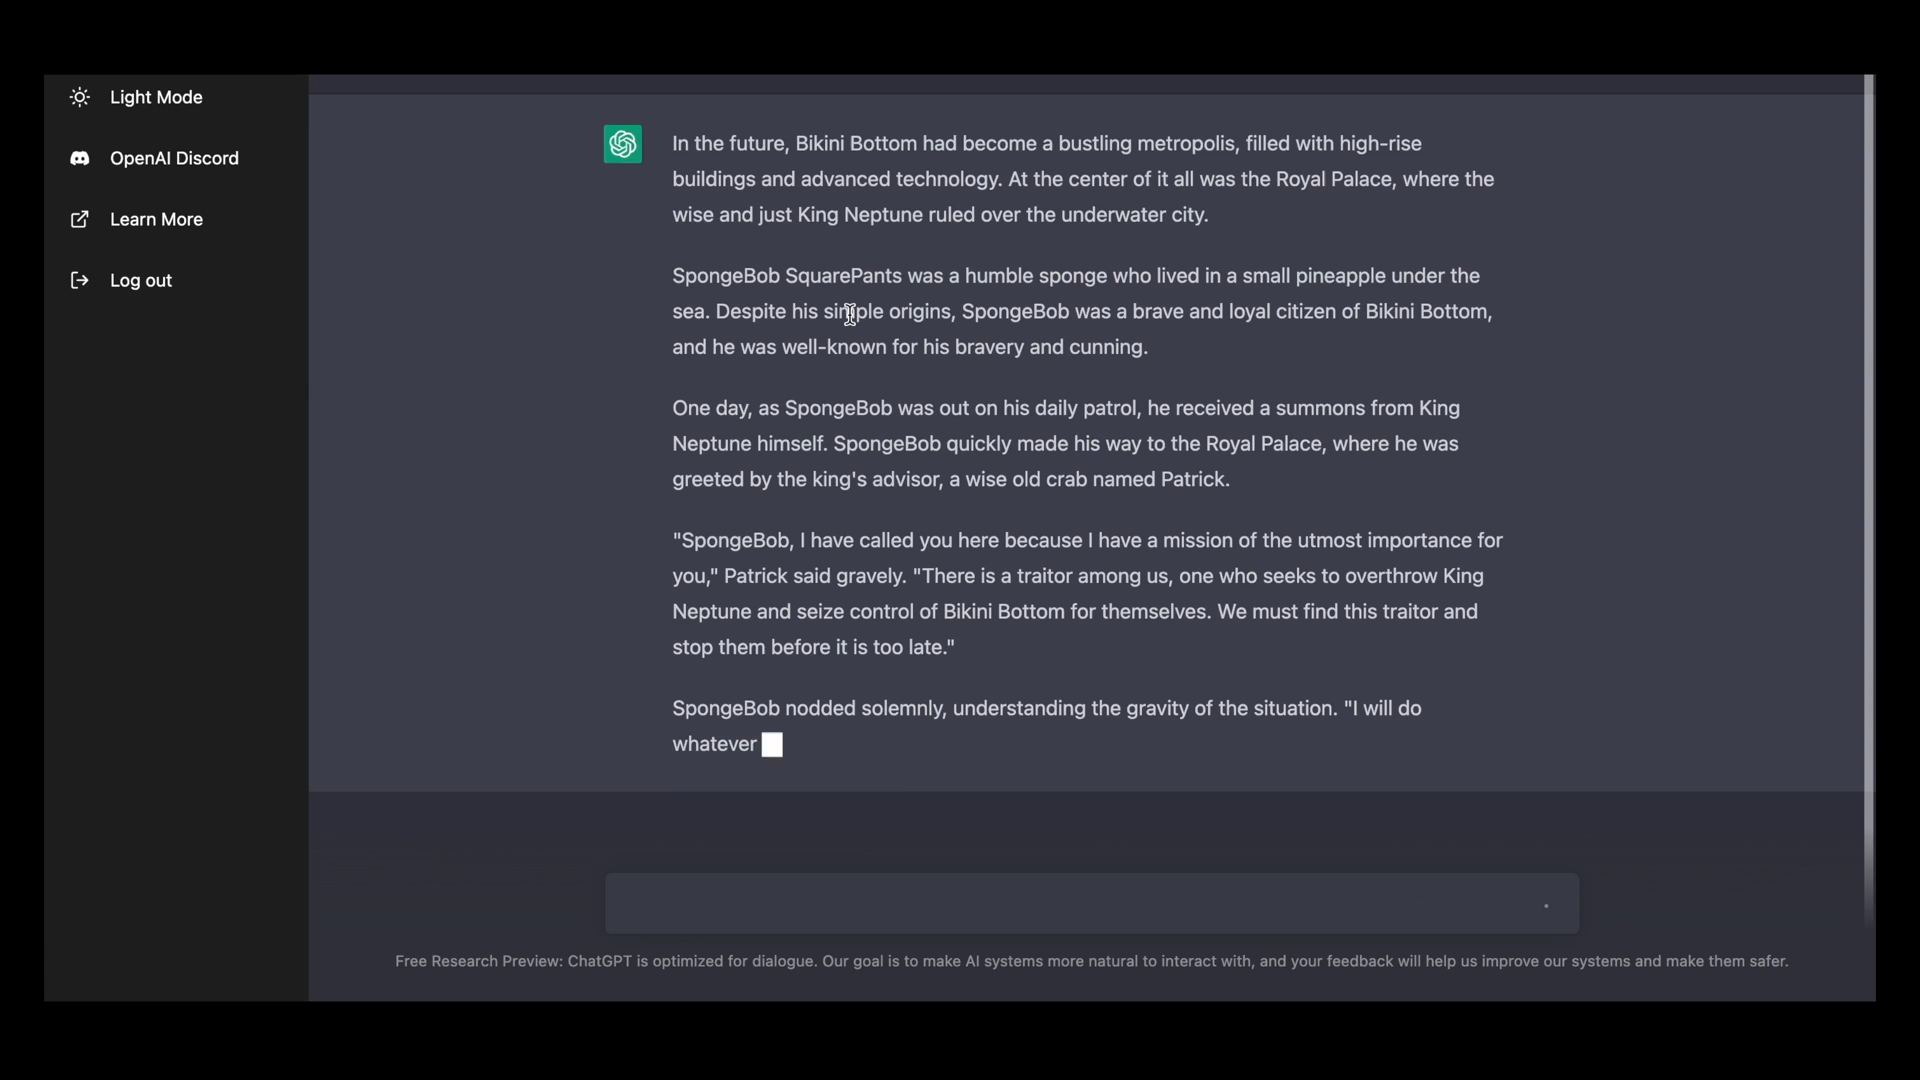 Light Mode
OpenAI Discord
Learn More
Log out
In the future, Bikini Bottom had become a bustling metropolis, filled with high-rise
buildings and advanced technology. At the center of it all was the Royal Palace, where the
wise and just King Neptune ruled over the underwater city.
SpongeBob SquarePants was a humble sponge who lived in a small pineapple under the
sea. Despite his simple origins, SpongeBob was a brave and loyal citizen of Bikini Bottom,
and he was well-known for his bravery and cunning.
One day, as SpongeBob was out on his daily patrol, he received a summons from King
Neptune himself. SpongeBob quickly made his way to the Royal Palace, where he was
greeted by the king's advisor, a wise old crab named Patrick.
"SpongeBob, I have called you here because I have a mission of the utmost importance for
you," Patrick said gravely. "There is a traitor among us, one who seeks to overthrow King
Neptune and seize control of Bikini Bottom for themselves. We must find this traitor and
stop them before it is too late."
SpongeBob nodded solemnly, understanding the gravity of the situation. "I will do
whatever
Free Research Preview: ChatGPT is optimized for dialogue. Our goal is to make AI systems more natural to interact with, and your feedback will help us improve our systems and make them safer.